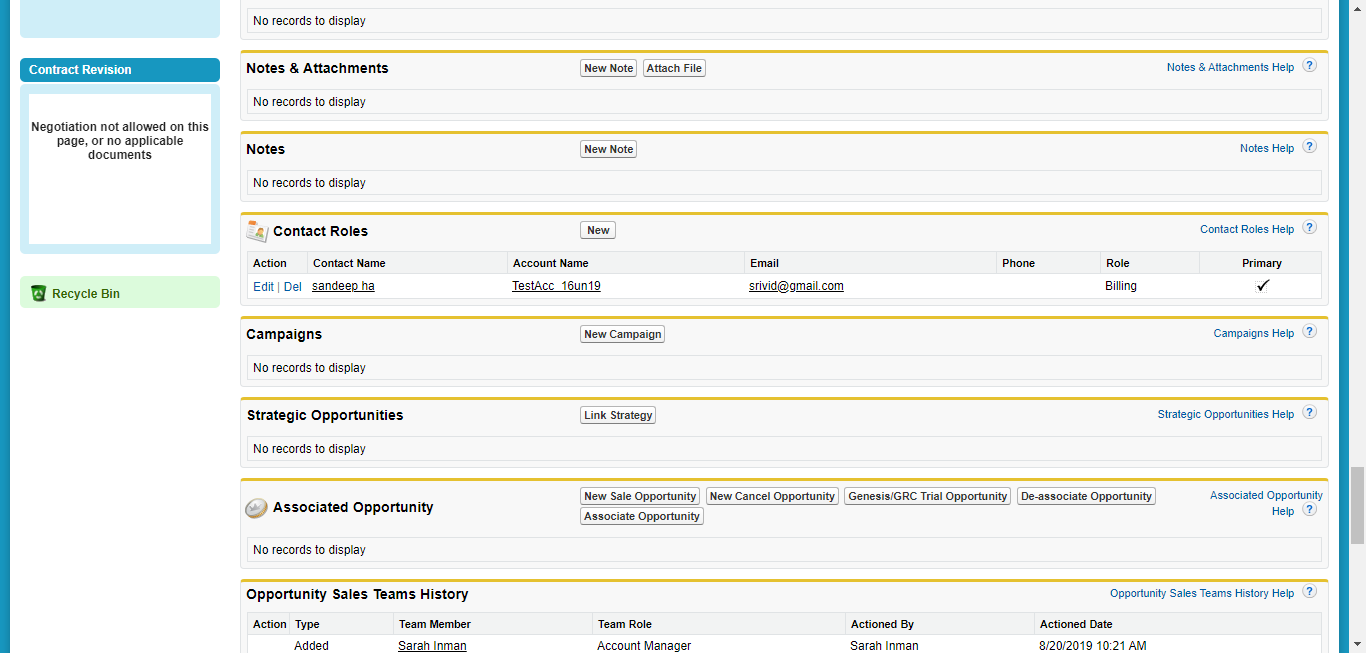 No records to display
Contract Revision
Negotiation not allowed on this
page, or no applicable
documents
Recycle Bin
Notes & Attachments New Note Attach File Notes & Attachments Help ?
No records to display
Notes New Note Notes Help ?
No records to display
Contact Roles New Contact Roles Help ?
Action Contact Name Account Name Email Phone Role Primary
Edit | Del sandeep ha TestAcc_16un19 srivid@gmail.com Billing
Campaigns New Campaign Campaigns Help ?
No records to display
Strategic Opportunities Link Strategy Strategic Opportunities Help ?
No records to display
Associated Opportunity New Sale Opportunity New Cancel Opportunity Genesis/GRC Trial Opportunity De-associate Opportunity Associated Opportunity
Associate Opportunity Help ?
No records to display
Opportunity Sales Teams History Opportunity Sales Teams History Help ?
Action Type Team Member Team Role Actioned By Actioned Date
Added Sarah Inman Account Manager Sarah Inman 8/20/2019 10:21 AM